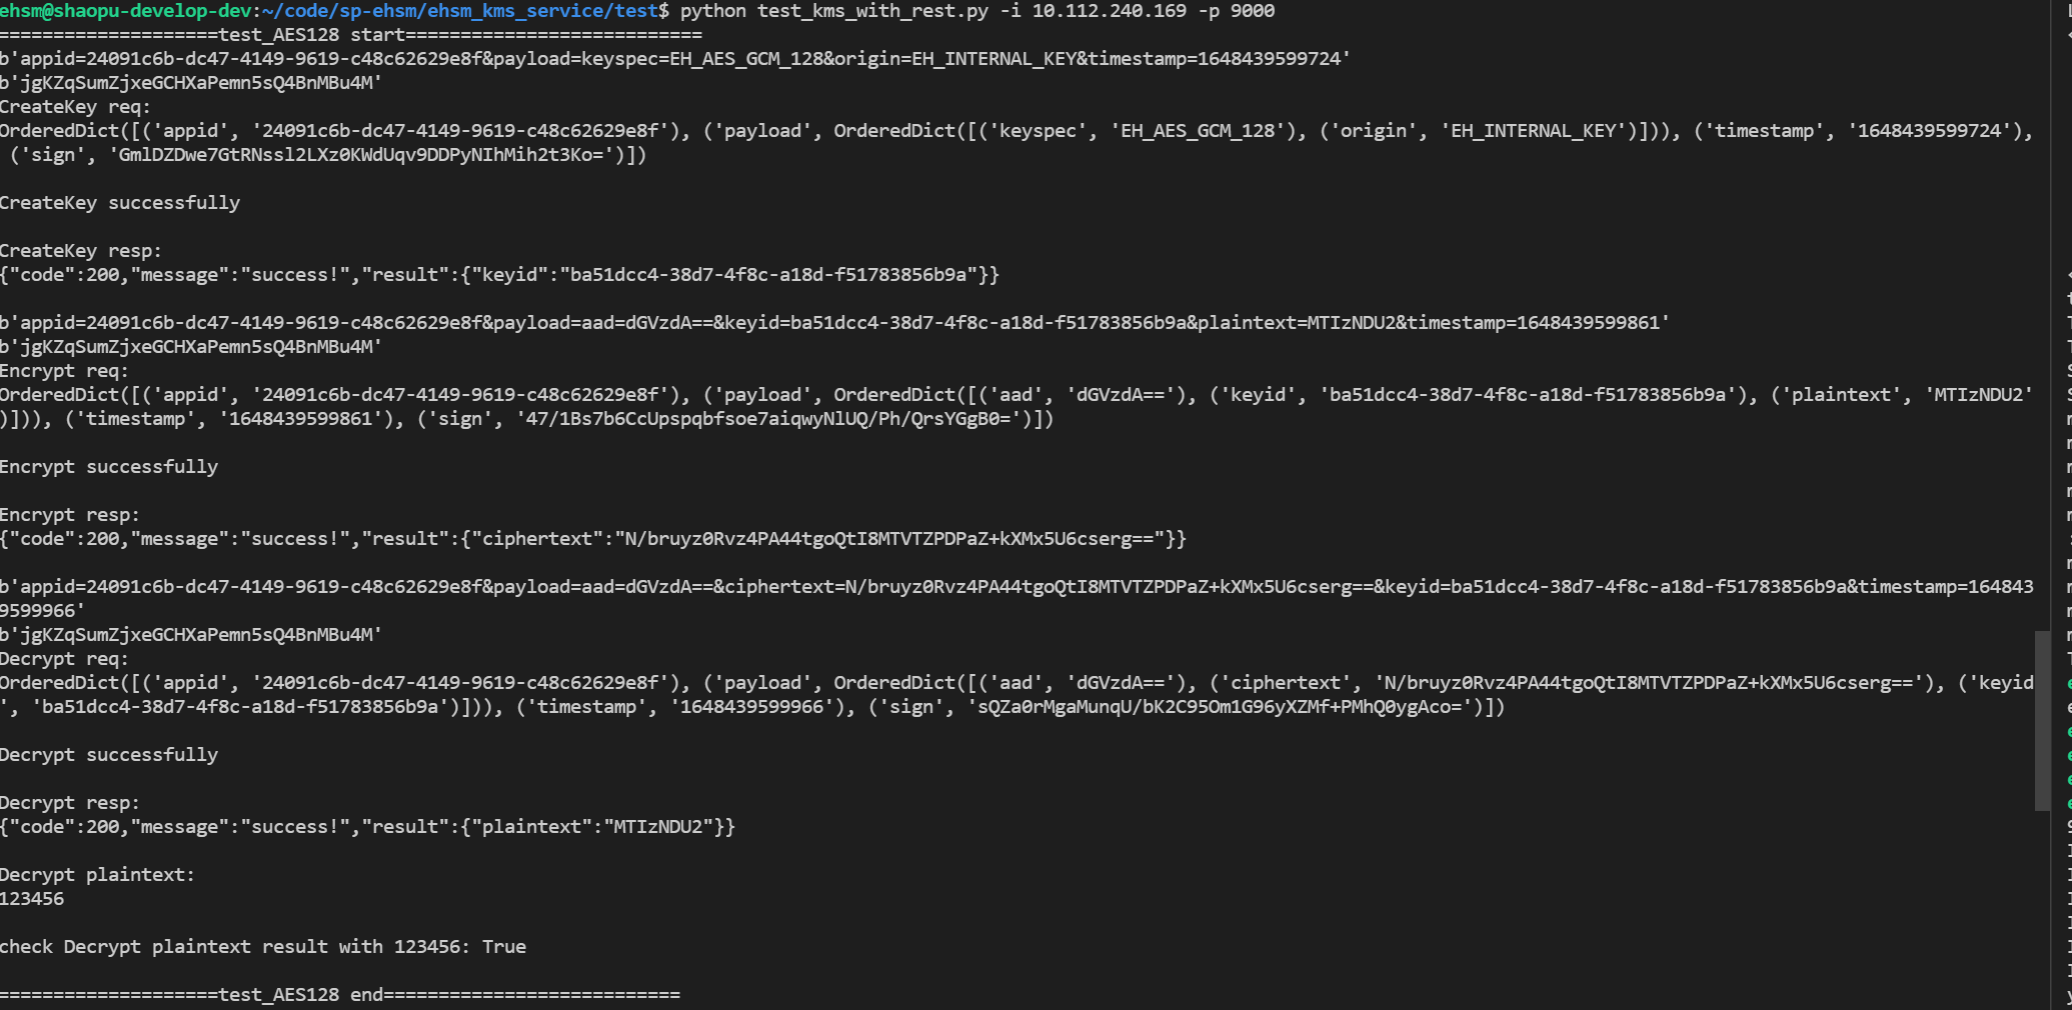 ehsm@shaopu-develop-dev:~/code/sp-ehsm/ehsm_kms_service/test$ python test_kms_with_rest.py -i 10.112.240.169 -p 9000
====================test_AES128 start===========================
b'appid=24091c6b-dc47-4149-9619-c48c62629e8f&payload=keyspec=EH_AES_GCM_128&origin=EH_INTERNAL_KEY&timestamp=1648439599724'
b'jgKZqSumZjxeGCHXaPemn5sQ4BnMBu4M'
CreateKey req:
OrderedDict([('appid', '24091c6b-dc47-4149-9619-c48c62629e8f'), ('payload', OrderedDict([('keyspec', 'EH_AES_GCM_128'), ('origin', 'EH_INTERNAL_KEY')])), ('timestamp', '1648439599724'),
('sign', 'GmlDZDwe7GtRNssl2LXz0KWdUqv9DDPyNIhMih2t3Ko=')])
CreateKey successfully
CreateKey resp:
{"code":200,"message":"success!","result":{"keyid":"ba51dcc4-38d7-4f8c-a18d-f51783856b9a"}}
b'appid=24091c6b-dc47-4149-9619-c48c62629e8f&payload=aad=dGVzdA==&keyid=ba51dcc4-38d7-4f8c-a18d-f51783856b9a&plaintext=MTIzNDU2&timestamp=1648439599861'
b'jgKZqSumZjxeGCHXaPemn5sQ4BnMBu4M'
Encrypt req:
OrderedDict([('appid', '24091c6b-dc47-4149-9619-c48c62629e8f'), ('payload', OrderedDict([('aad', 'dGVzdA=='), ('keyid', 'ba51dcc4-38d7-4f8c-a18d-f51783856b9a'), ('plaintext', 'MTIzNDU2'
)])), ('timestamp', '1648439599861'), ('sign', '47/1Bs7b6CcUpspqbfsoe7aiqwyNlUQ/Ph/QrsYGgB0=')])
Encrypt successfully
Encrypt resp:
{"code":200,"message":"success!","result":{"ciphertext":"N/bruyz0Rvz4PA44tgoQtI8MTVTZPDPaZ+kXMx5U6cserg=="}}
b'appid=24091c6b-dc47-4149-9619-c48c62629e8f&payload=aad=dGVzdA==&ciphertext=N/bruyz0Rvz4PA44tgoQtI8MTVTZPDPaZ+kXMx5U6cserg==&keyid=ba51dcc4-38d7-4f8c-a18d-f51783856b9a&timestamp=164843
9599966'
b'jgKZqSumZjxeGCHXaPemn5sQ4BnMBu4M'
Decrypt req:
OrderedDict([('appid', '24091c6b-dc47-4149-9619-c48c62629e8f'), ('payload', OrderedDict([('aad', 'dGVzdA=='), ('ciphertext', 'N/bruyz0Rvz4PA44tgoQtI8MTVTZPDPaZ+kXMx5U6cserg=='), ('keyid
', 'ba51dcc4-38d7-4f8c-a18d-f51783856b9a')])), ('timestamp', '1648439599966'), ('sign', 'sQZa0rMgaMunqU/bK2C95Om1G96yXZMf+PMhQ0ygAco=')])
Decrypt successfully
Decrypt resp:
{"code":200,"message":"success!","result":{"plaintext":"MTIzNDU2"}}
Decrypt plaintext:
123456
check Decrypt plaintext result with 123456: True
====================test_AES128 end===========================